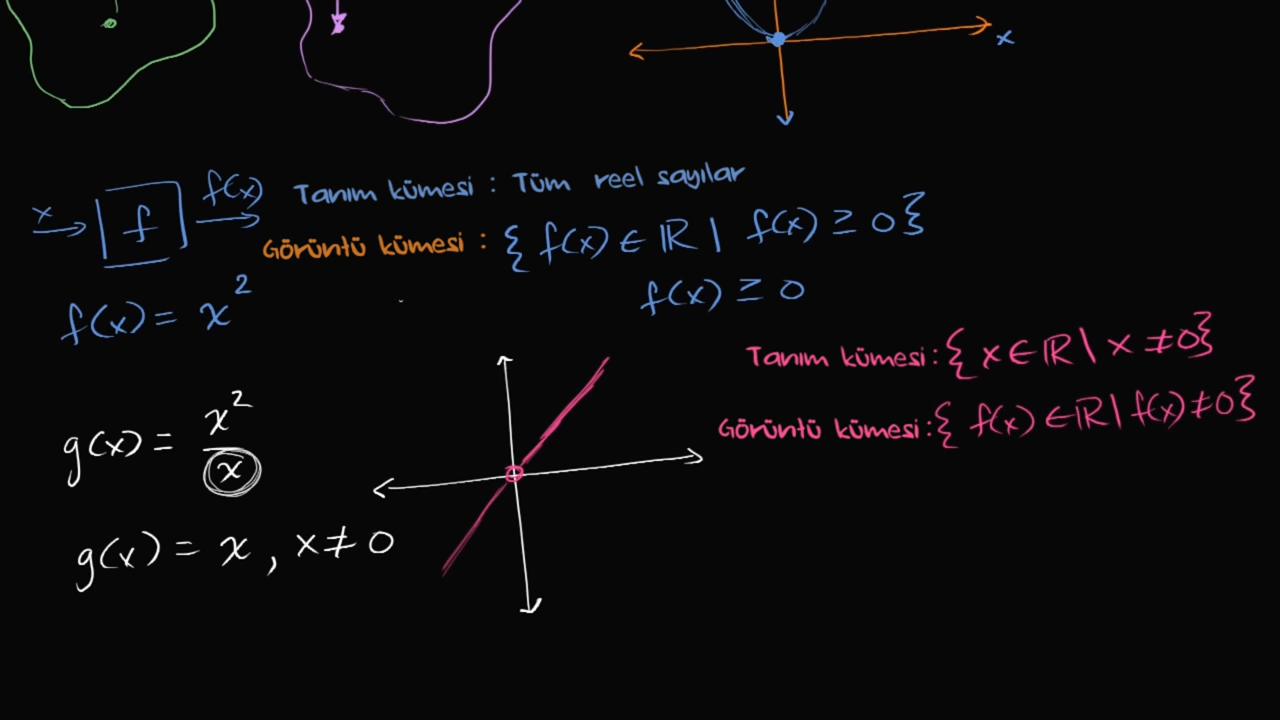 x
x f f(x) Tanım kümesi : Tüm reel sayılar
Görüntü kümesi : { f(x) ∈ ℝ | f(x) ≥ 0 }
f(x) = x²
f(x) ≥ 0
Tanım kümesi : { x ∈ ℝ \ x ≠ 0 }
Görüntü kümesi : { f(x) ∈ ℝ | f(x) ≠ 0 }
g(x) = x² / x
g(x) = x , x ≠ 0